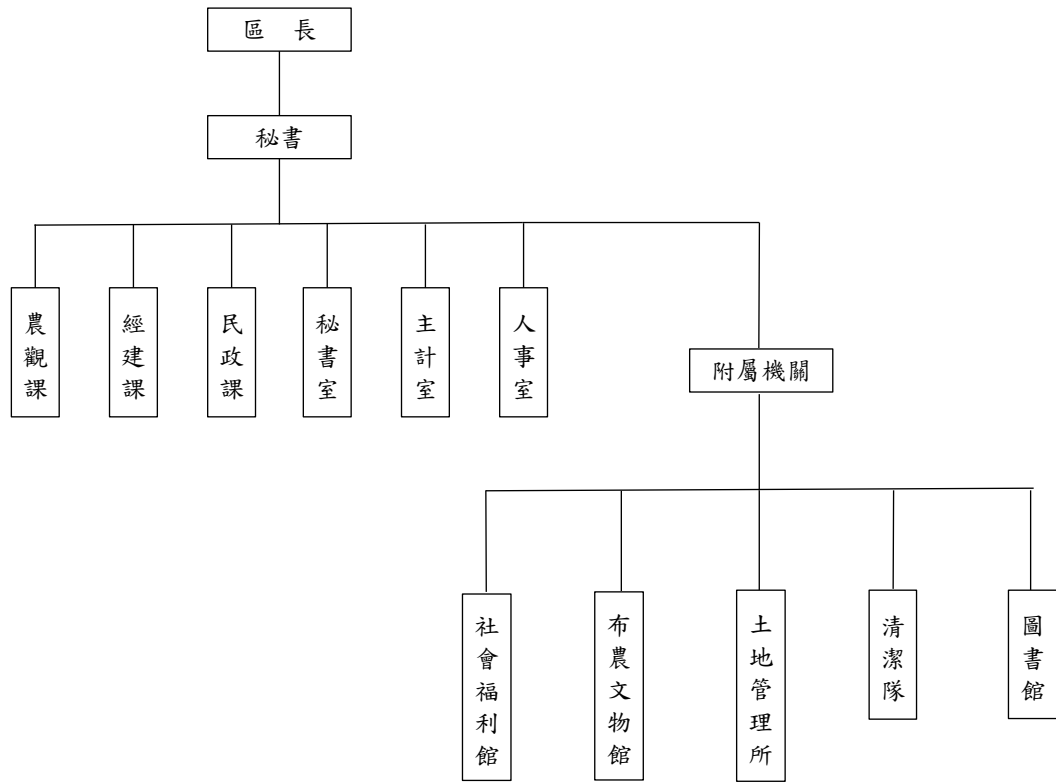 區 長
秘書
農觀課
經建課
民政課
秘書室
主計室
人事室
附屬機關
社會福利館
布農文物館
土地管理所
清潔隊
圖書館